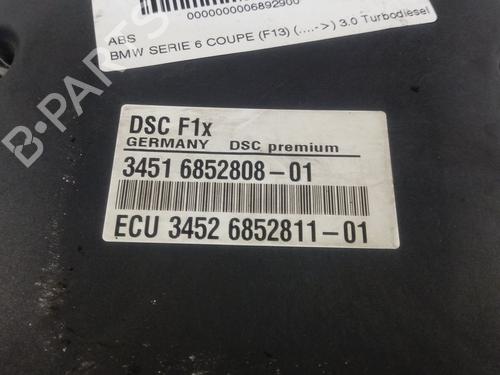 0000000006892900
ABS
BMW SERIE 6 COUPE (F13) (....->) 3.0 Turbodiesel
DSC F1x
GERMANY DSC premium
3451 6852808-01
ECU 3452 6852811-01
B-PARTS